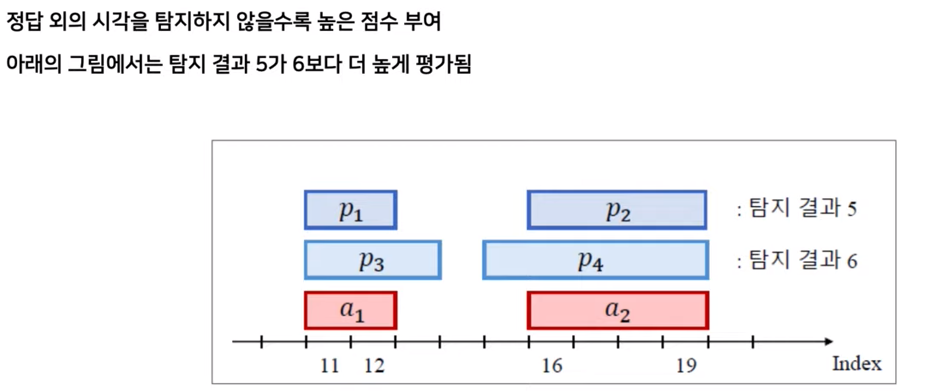 정답 외의 시각을 탐지하지 않을수록 높은 점수 부여
아래의 그림에서는 탐지 결과 5가 6보다 더 높게 평가됨
p₁ p₂ : 탐지 결과 5
p₃ p₄ : 탐지 결과 6
a₁ a₂
11 12 16 19 Index